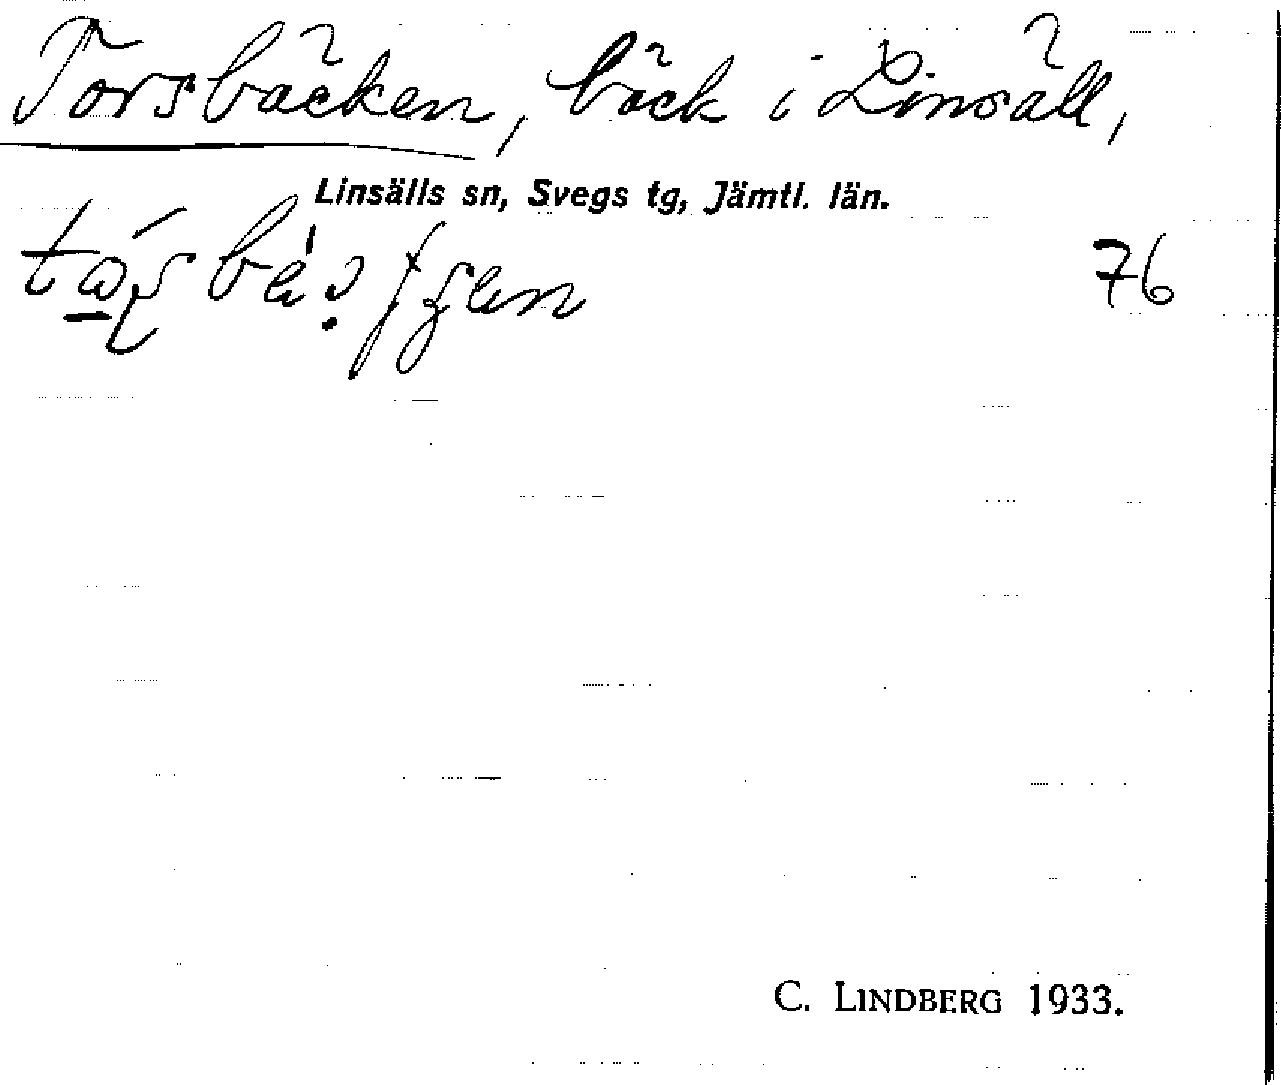 Torsbäcken, bäck i Linsäll,
Linsälls sn, Svegs tg, Jämtl. län.
76
C. LINDBERG 1933.